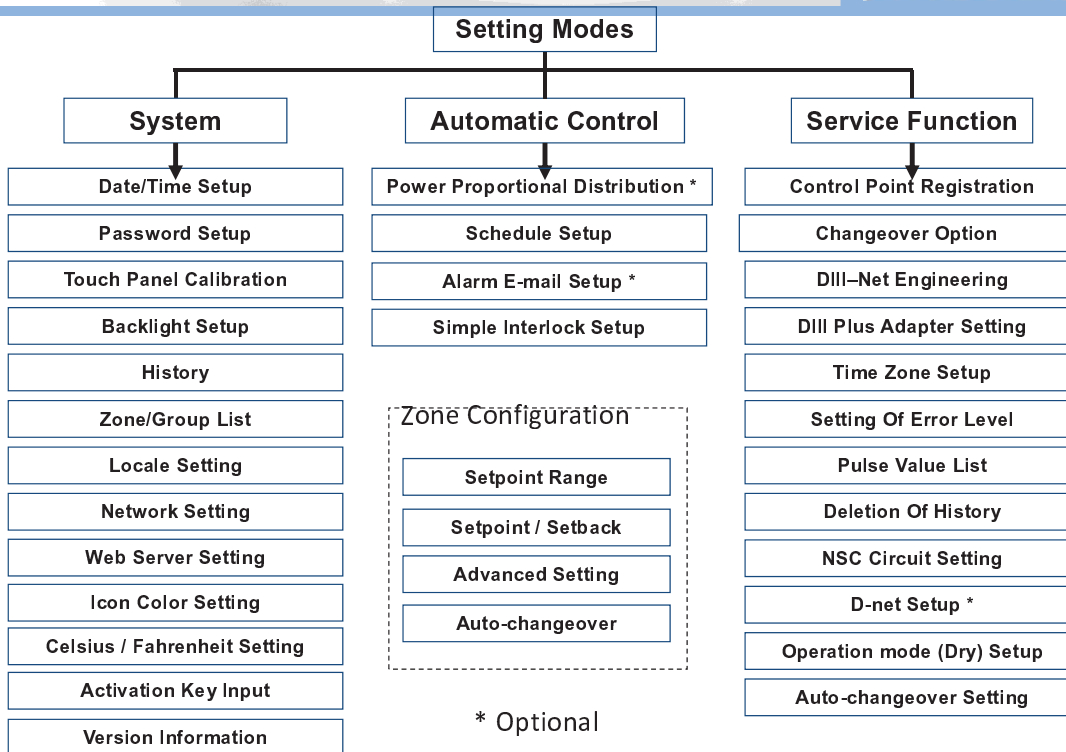 Setting Modes
System
Date/Time Setup
Password Setup
Touch Panel Calibration
Backlight Setup
History
Zone/Group List
Locale Setting
Network Setting
Web Server Setting
Icon Color Setting
Celsius / Fahrenheit Setting
Activation Key Input
Version Information
Automatic Control
Power Proportional Distribution *
Schedule Setup
Alarm E-mail Setup *
Simple Interlock Setup
Zone Configuration
Setpoint Range
Setpoint / Setback
Advanced Setting
Auto-changeover
* Optional
Service Function
Control Point Registration
Changeover Option
DIII–Net Engineering
DIII Plus Adapter Setting
Time Zone Setup
Setting Of Error Level
Pulse Value List
Deletion Of History
NSC Circuit Setting
D-net Setup *
Operation mode (Dry) Setup
Auto-changeover Setting